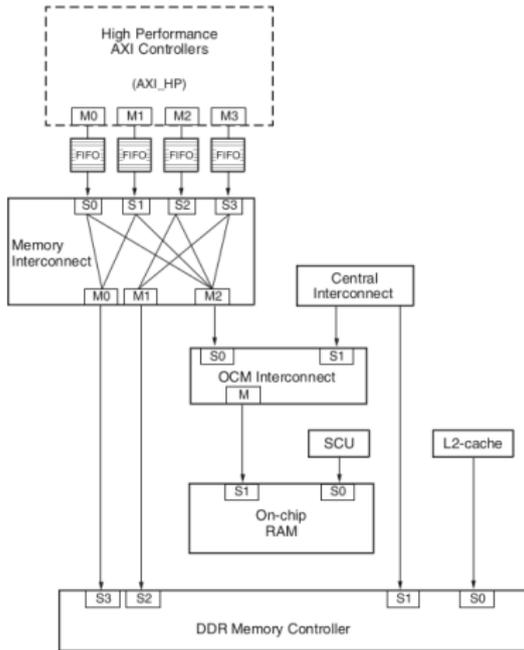 High Performance
AXI Controllers
(AXI_HP)
M0 M1 M2 M3
FIFO FIFO FIFO FIFO
S0 S1 S2 S3
Memory
Interconnect
M0 M1 M2
Central
Interconnect
S0 S1
OCM Interconnect
M
SCU
L2-cache
S1 S0
On-chip
RAM
S3 S2 S1 S0
DDR Memory Controller